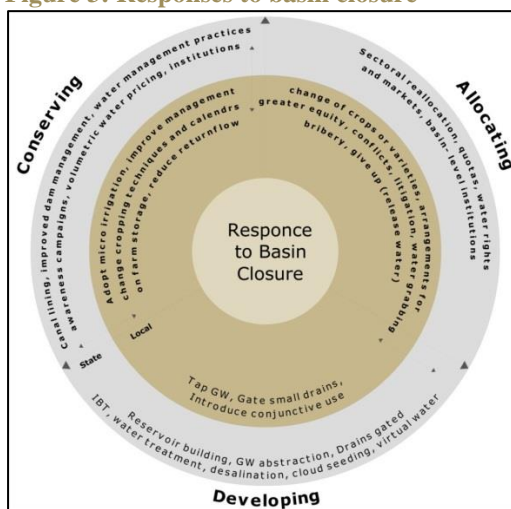 Figure 3: Responses to basin closure
Conserving
Canal lining, improved dam management, water management practices
awareness campaigns, volumetric water pricing, institutions
Adopt micro irrigation, improve management
change cropping techniques and calendrs
on farm storage, reduce returnflow
Allocating
Sectoral reallocation, quotas, water rights
and markets, basin-level institutions
change of crops or varieties, arrangements for
greater equity, conflicts, litigation, water grabing
bribery, give up (release water)
Responce
to Basin
Closure
State
Local
Tap GW, Gate small drains,
Introduce conjunctive use
Reservoir building, GW abstraction, Drains gated
IBT, water treatment, desalination, cloud seeding, virtual water
Developing